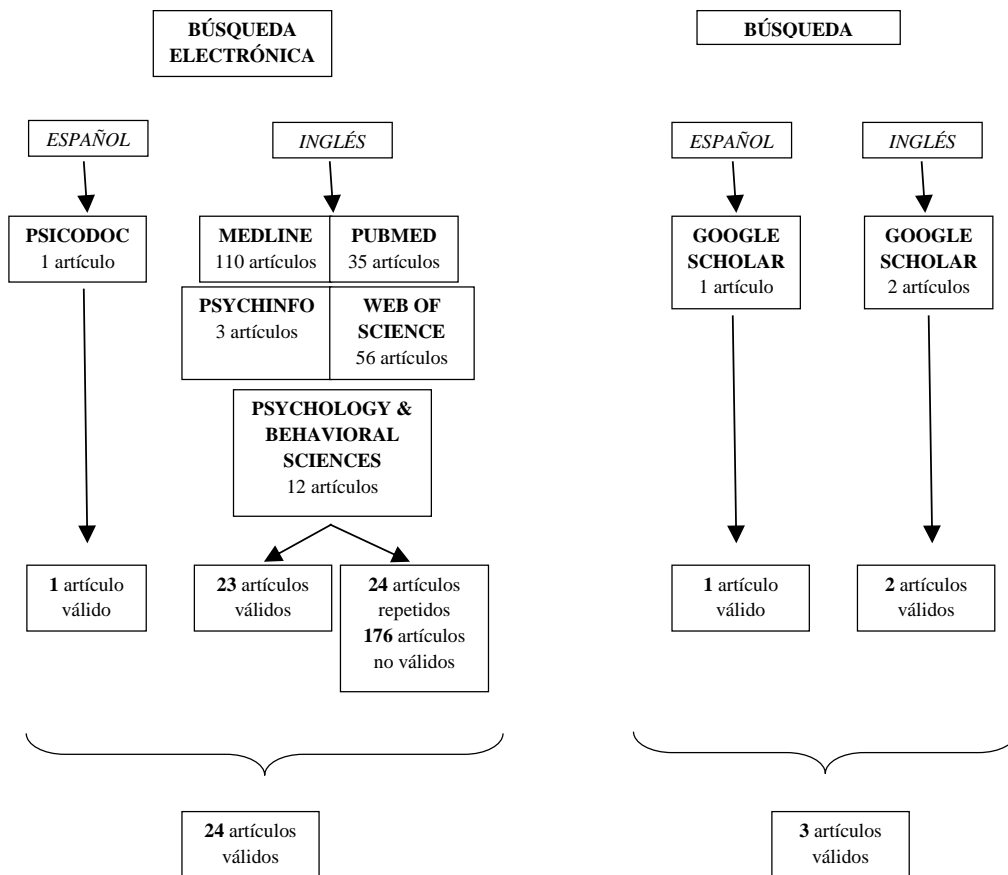 BÚSQUEDA
ELECTRÓNICA
BÚSQUEDA
ESPAÑOL
INGLÉS
ESPAÑOL
INGLÉS
PSICODOC
1 artículo
MEDLINE
110 artículos
PUBMED
35 artículos
PSYCHINFO
3 artículos
WEB OF
SCIENCE
56 artículos
PSYCHOLOGY &
BEHAVIORAL
SCIENCES
12 artículos
GOOGLE
SCHOLAR
1 artículo
GOOGLE
SCHOLAR
2 artículos
1 artículo
válido
23 artículos
válidos
24 artículos
repetidos
176 artículos
no válidos
1 artículo
válido
2 artículos
válidos
24 artículos
válidos
3 artículos
válidos